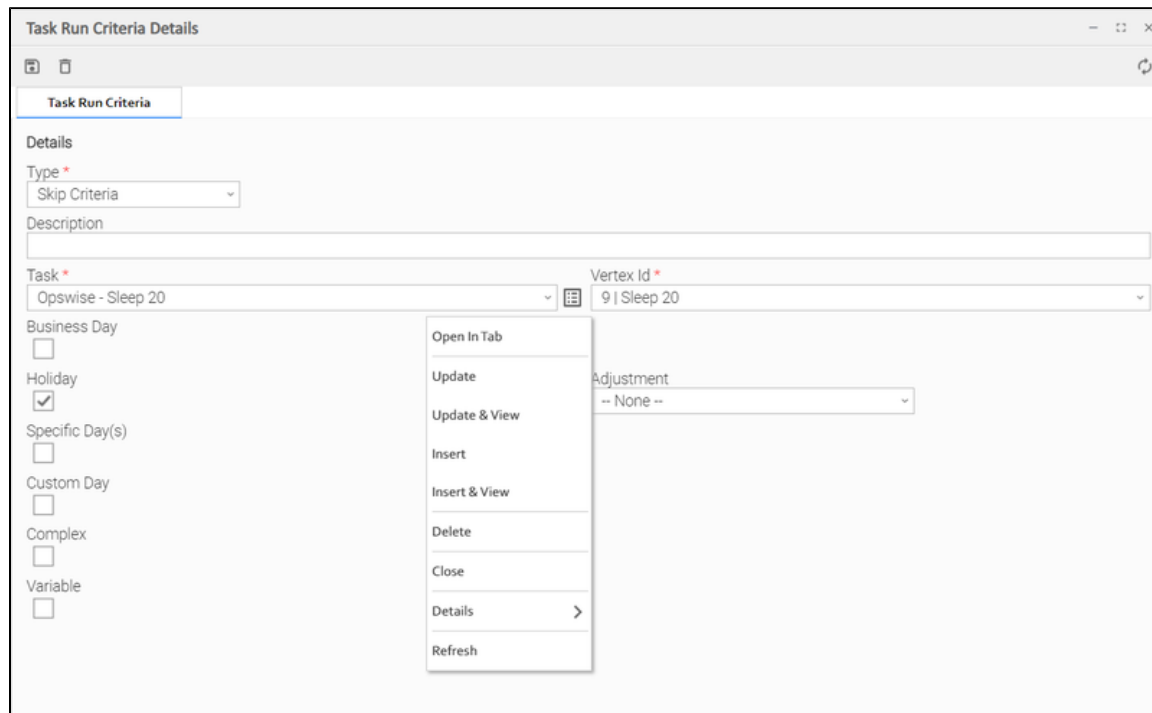 Task Run Criteria Details
Task Run Criteria
Details
Type *
Skip Criteria
Description
Task * Vertex Id *
Opswise - Sleep 20 9 | Sleep 20
Business Day
Open In Tab
Update
Holiday Adjustment
-- None --
Update & View
Specific Day(s)
Insert
Custom Day
Insert & View
Complex
Delete
Close
Variable
Details
Refresh